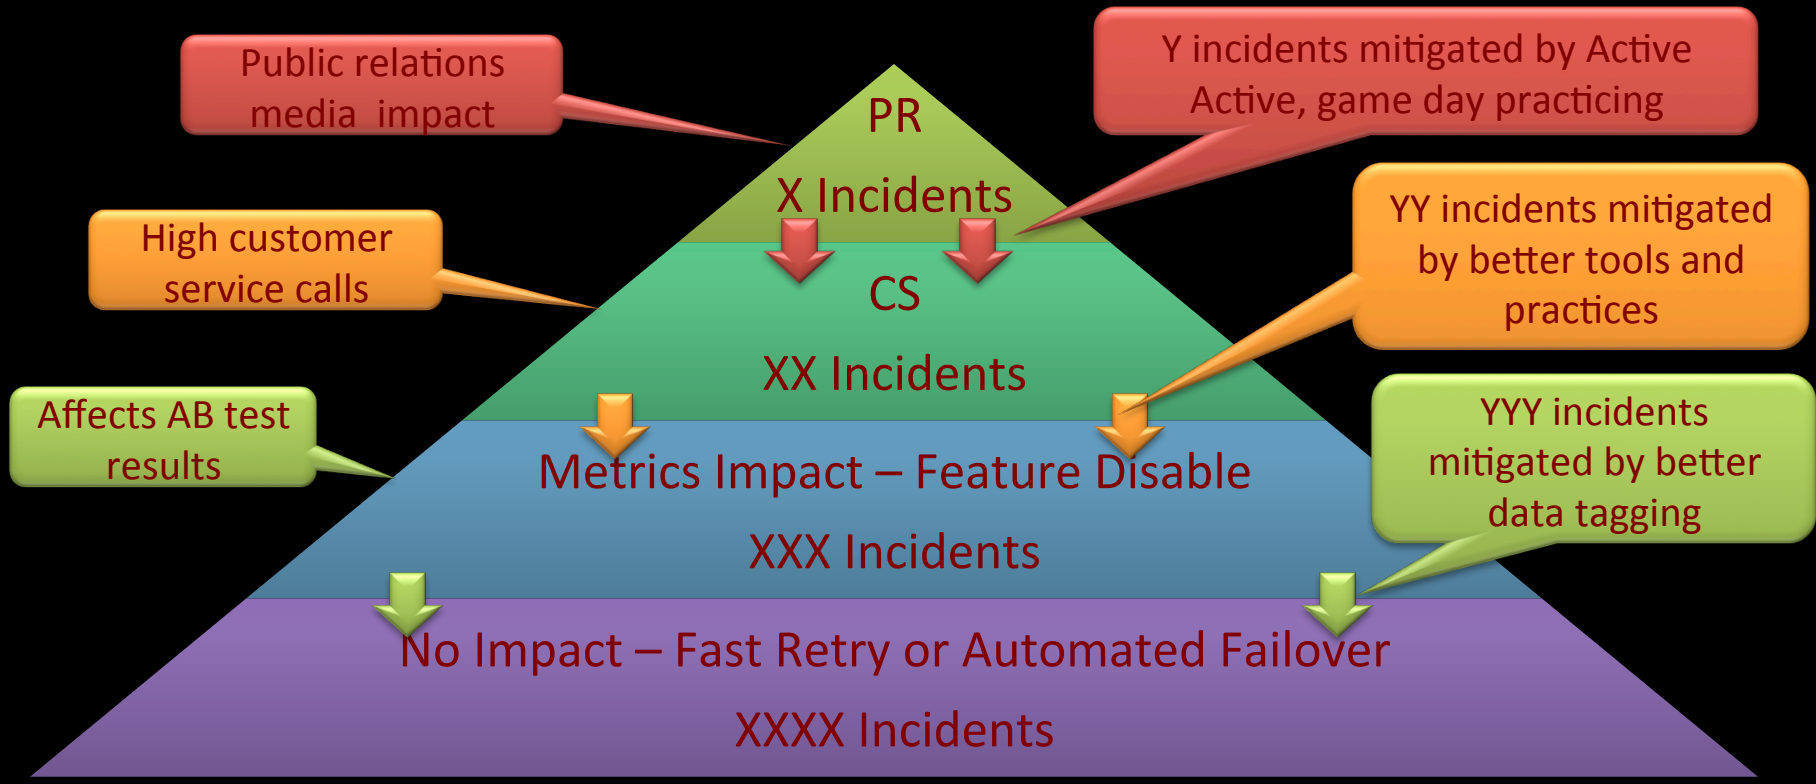 Public relations
media impact
Y incidents mitigated by Active
Active, game day practicing
PR
X Incidents
High customer
service calls
YY incidents mitigated
by better tools and
practices
CS
XX Incidents
Affects AB test
results
YYY incidents
mitigated by better
data tagging
Metrics Impact – Feature Disable
XXX Incidents
No Impact – Fast Retry or Automated Failover
XXXX Incidents